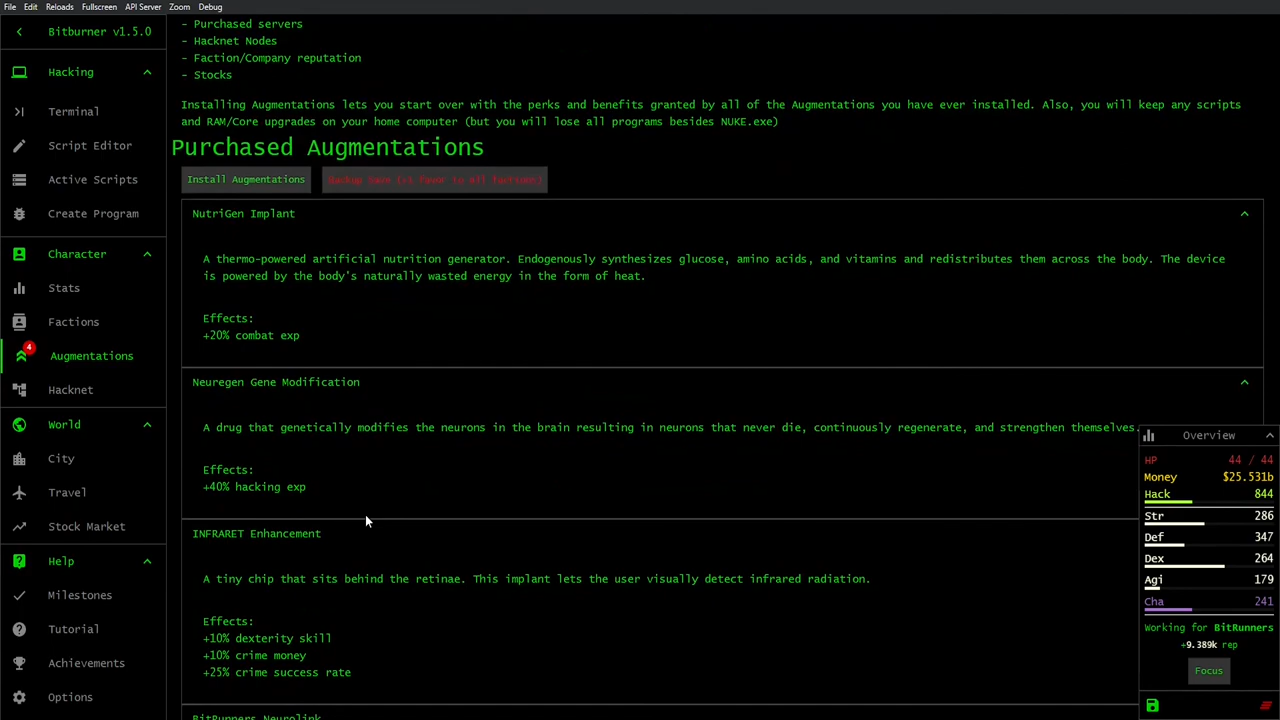 File Edit Reloads Fullscreen API Server Zoom Debug
Bitburner v1.5.0
Hacking
Terminal
Script Editor
Active Scripts
Create Program
Character
Stats
Factions
4
Augmentations
Hacknet
World
City
Travel
Stock Market
Help
Milestones
Tutorial
Achievements
Options
- Purchased servers
- Hacknet Nodes
- Faction/Company reputation
- Stocks
Installing Augmentations lets you start over with the perks and benefits granted by all of the Augmentations you have ever installed. Also, you will keep any scripts
and RAM/Core upgrades on your home computer (but you will lose all programs besides NUKE.exe)
Purchased Augmentations
Install Augmentations
Backup Save (+1 favor to all factions)
NutriGen Implant
A thermo-powered artificial nutrition generator. Endogenously synthesizes glucose, amino acids, and vitamins and redistributes them across the body. The device
is powered by the body's naturally wasted energy in the form of heat.
Effects:
+20% combat exp
Neuregen Gene Modification
A drug that genetically modifies the neurons in the brain resulting in neurons that never die, continuously regenerate, and strengthen themselves.
Effects:
+40% hacking exp
INFRARET Enhancement
A tiny chip that sits behind the retinae. This implant lets the user visually detect infrared radiation.
Effects:
+10% dexterity skill
+10% crime money
+25% crime success rate
BitRunners Neurolink
Overview
HP 44 / 44
Money $25.531b
Hack 844
Str 286
Def 347
Dex 264
Agi 179
Cha 241
Working for BitRunners
+9.389k rep
Focus